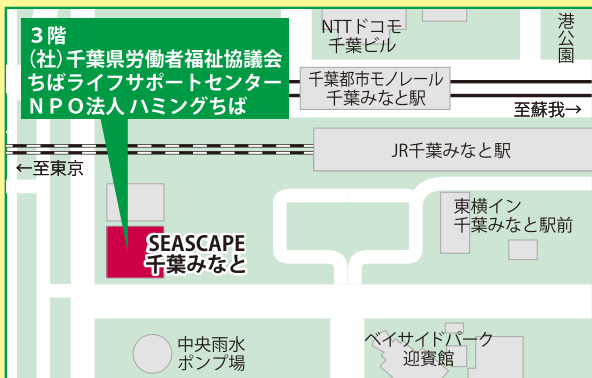 ３階
（社）千葉県労働者福祉協議会
ちばライフサポートセンター
ＮＰＯ法人 ハミングちば
NTTドコモ
千葉ビル
港公園
千葉都市モノレール
千葉みなと駅
至蘇我→
JR千葉みなと駅
←至東京
東横イン
千葉みなと駅前
SEASCAPE
千葉みなと
中央雨水
ポンプ場
ベイサイドパーク
迎賓館